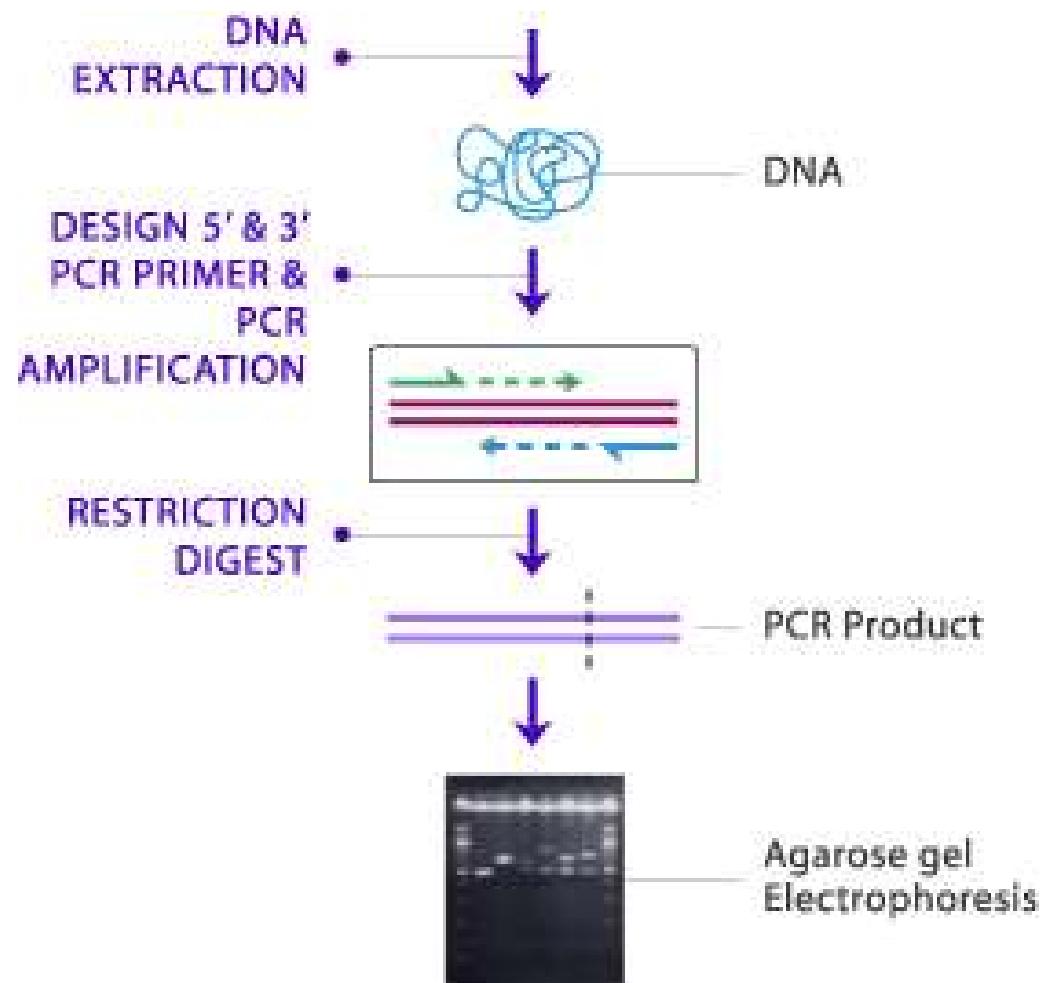 DNA
EXTRACTION
DNA
DESIGN 5' & 3'
PCR PRIMER &
PCR
AMPLIFICATION
RESTRICTION
DIGEST
PCR Product
Agarose gel
Electrophoresis